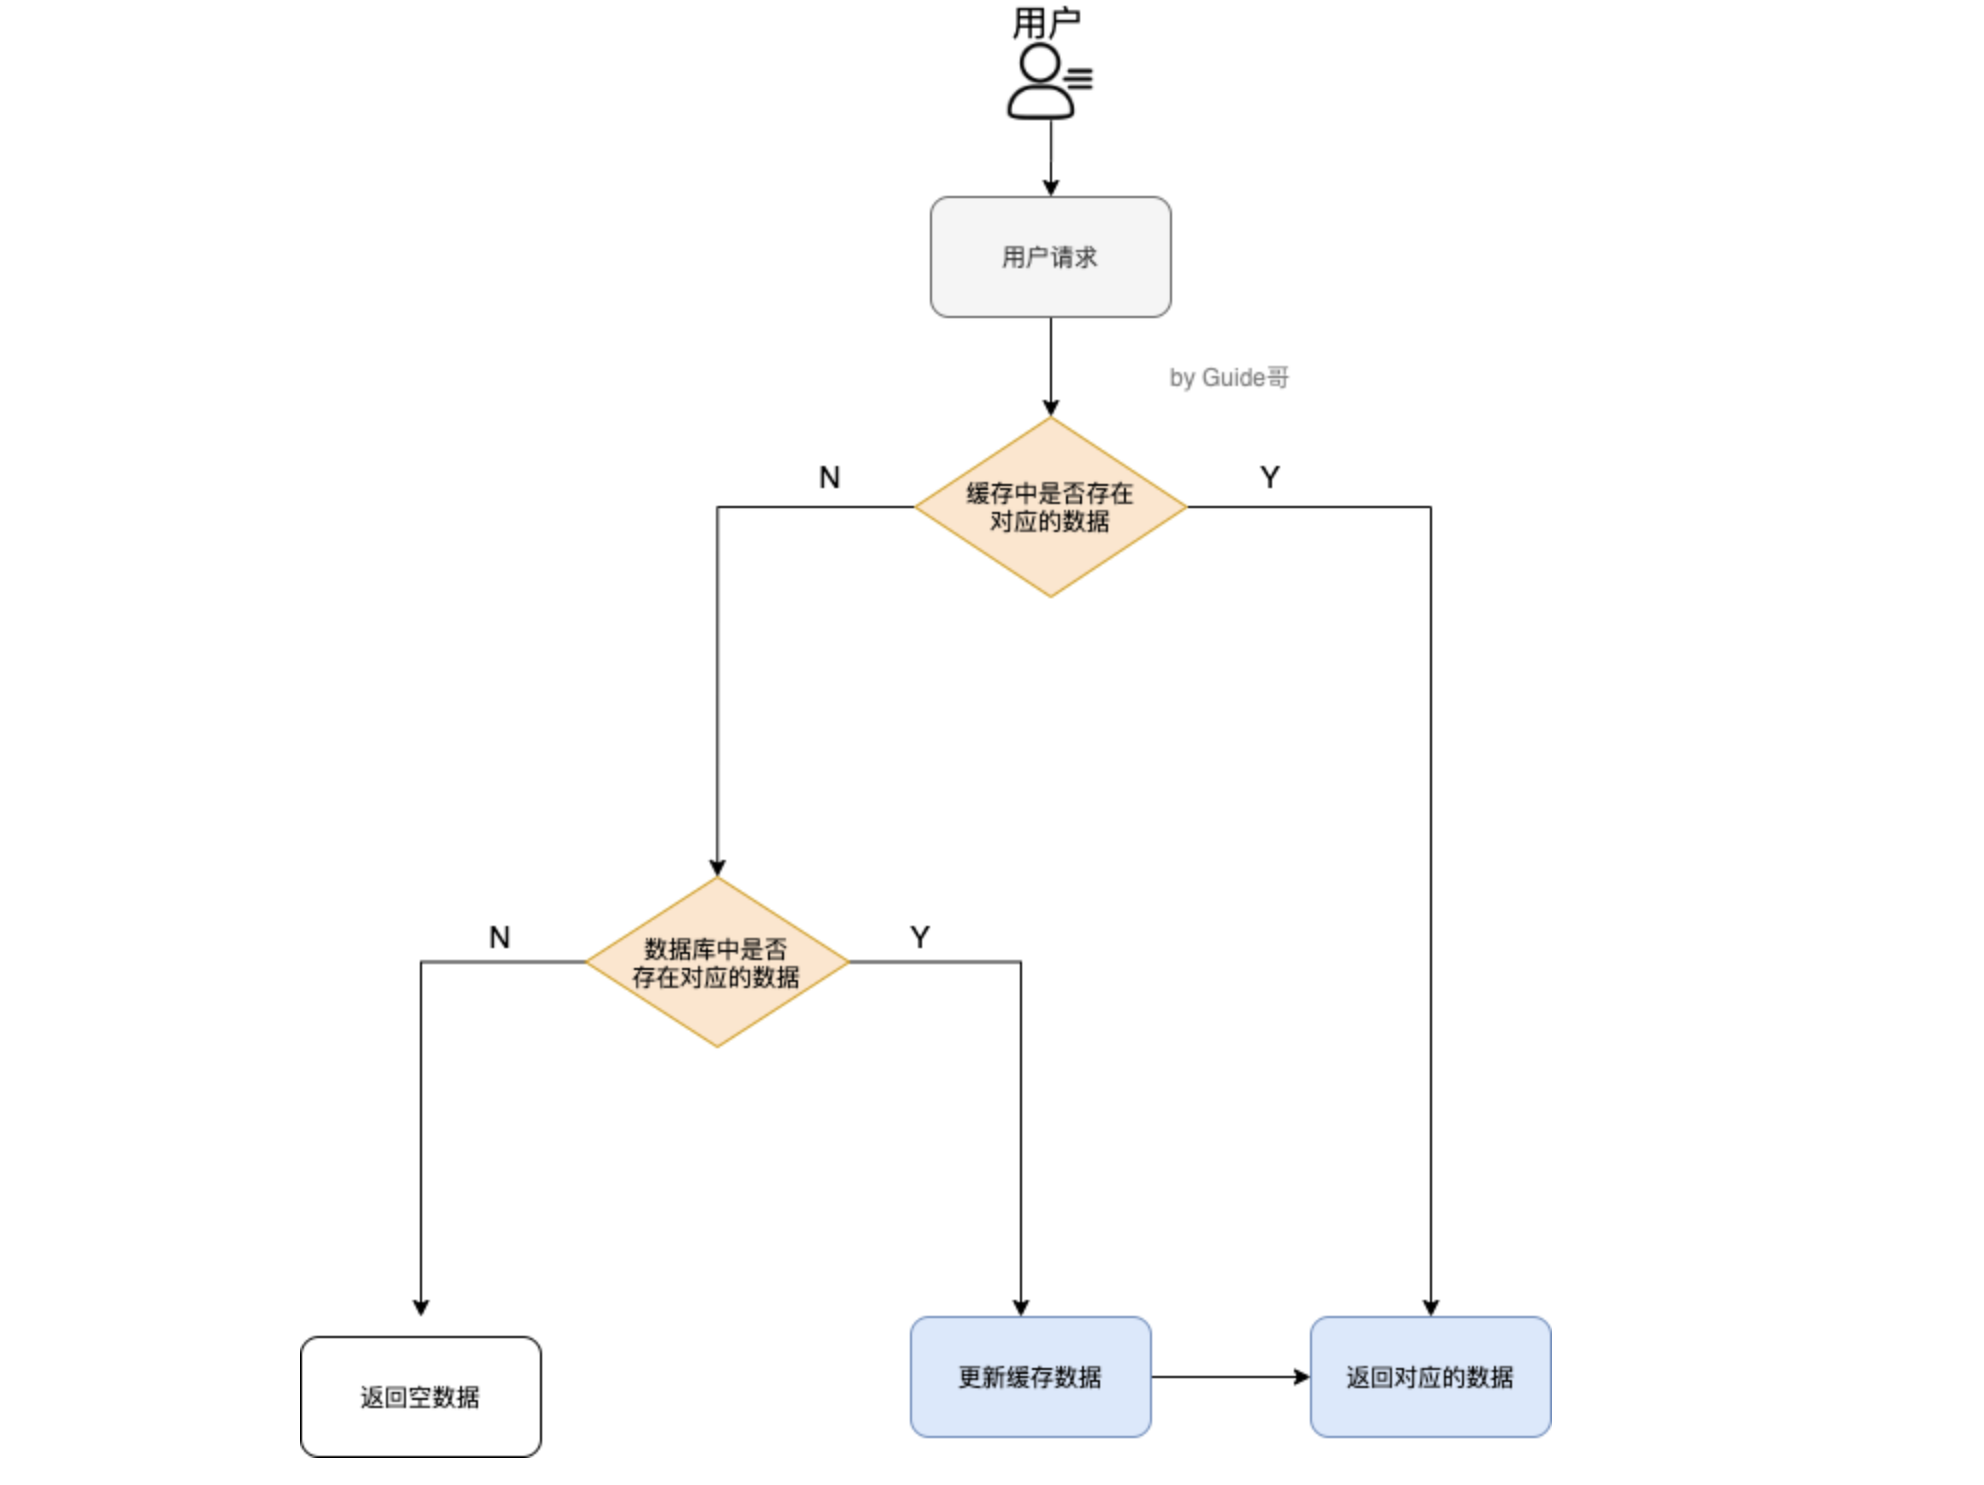 用户
用户请求
by Guide哥
N
Y
缓存中是否存在
对应的数据
N
Y
数据库中是否
存在对应的数据
返回空数据
更新缓存数据
返回对应的数据